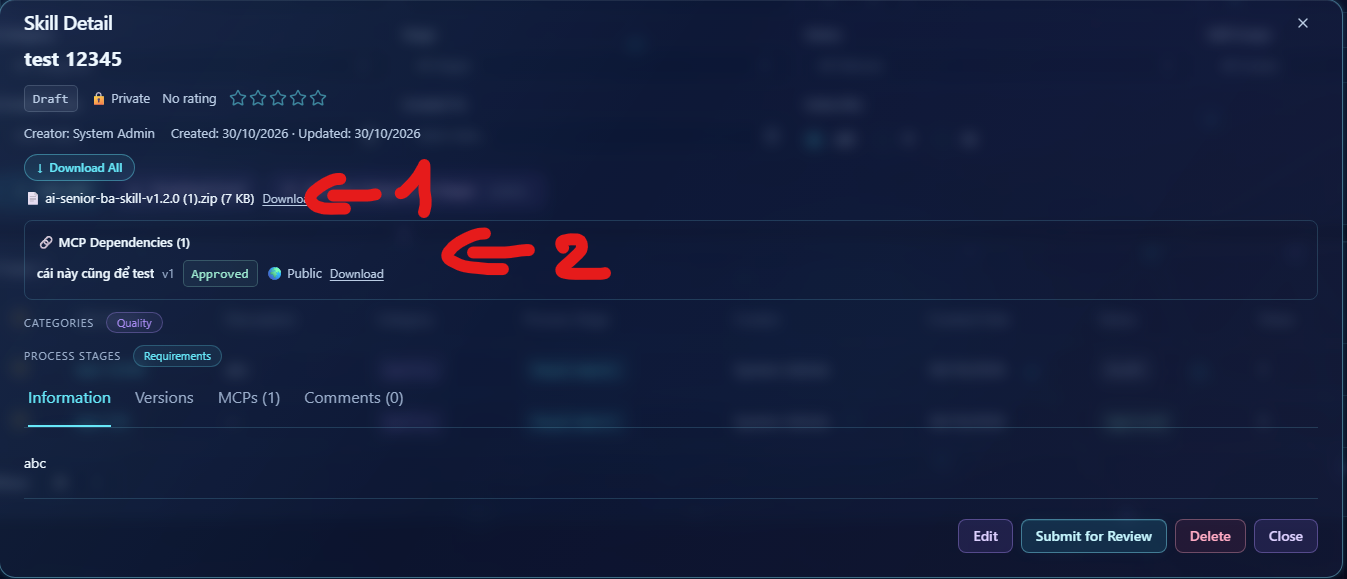 Skill Detail
test 12345
Draft Private No rating
Creator: System Admin Created: 30/10/2026 · Updated: 30/10/2026
↓ Download All
ai-senior-ba-skill-v1.2.0 (1).zip (7 KB) Downlo
1
MCP Dependencies (1)
2
cái này cũng để test v1 Approved Public Download
CATEGORIES Quality
PROCESS STAGES Requirements
Information Versions MCPs (1) Comments (0)
abc
Edit Submit for Review Delete Close